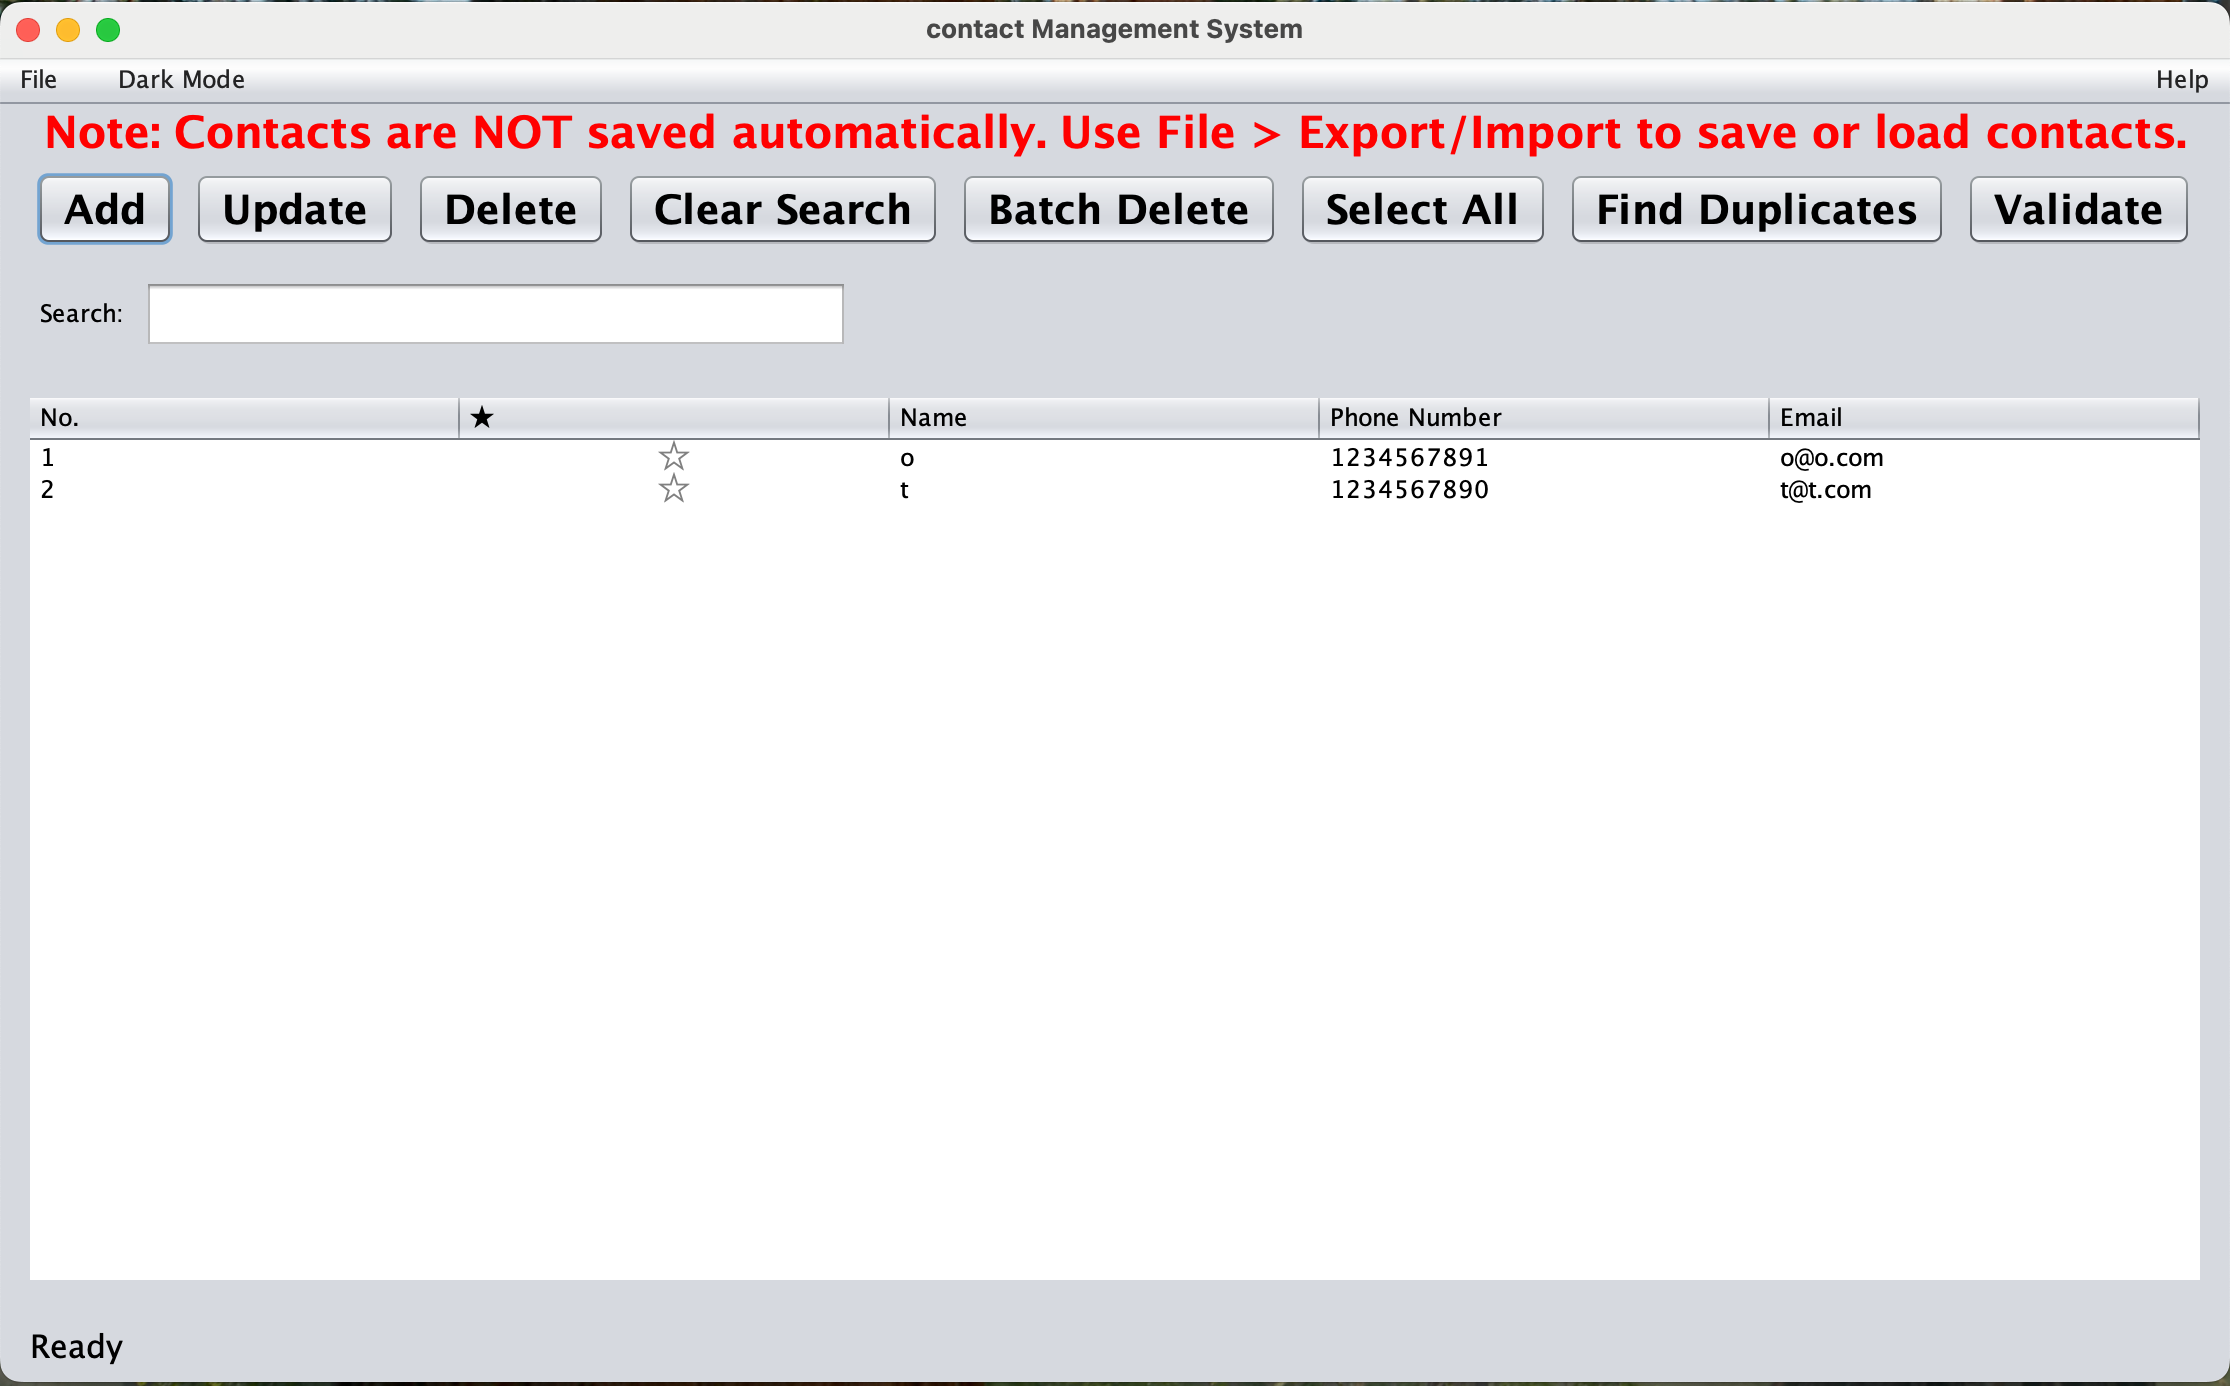 contact Management System
File Dark Mode Help
Note: Contacts are NOT saved automatically. Use File > Export/Import to save or load contacts.
Add Update Delete Clear Search Batch Delete Select All Find Duplicates Validate
Search:
No. ★ Name Phone Number Email
1 ☆ o 1234567891 o@o.com
2 ☆ t 1234567890 t@t.com
Ready